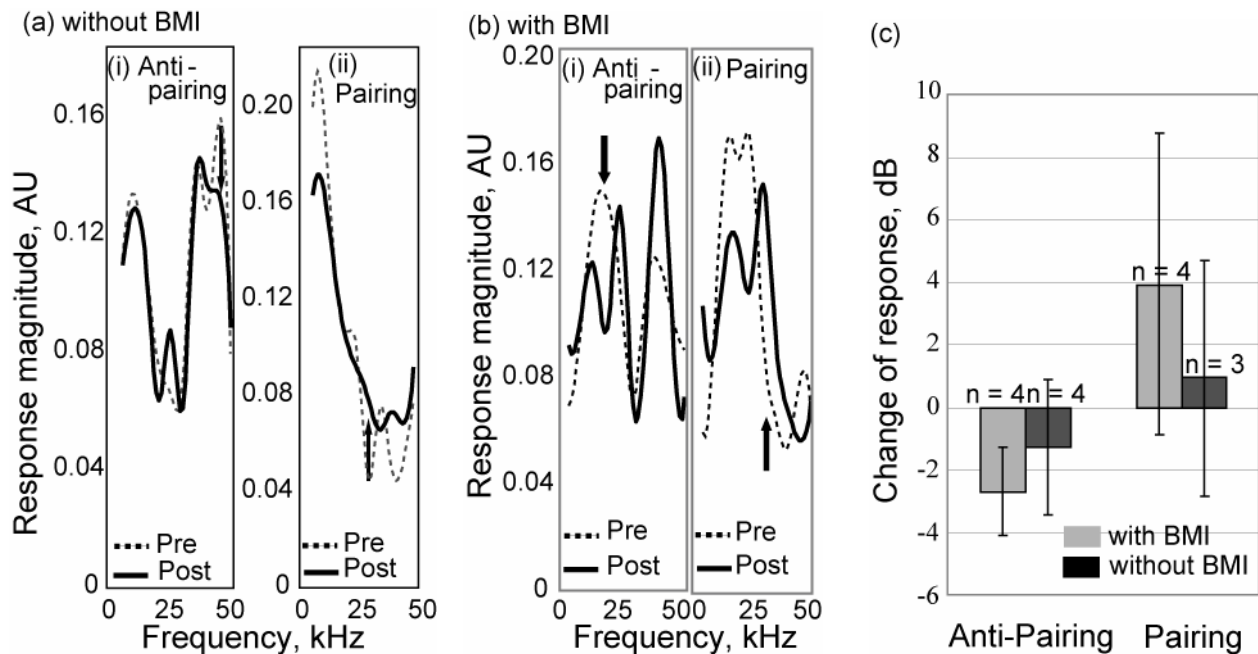 (a) without BMI
(i) Anti-
pairing
(ii)
Pairing
Response magnitude, AU
0.16
0.12
0.08
0.04
0
0.20
0.16
0.12
0.08
0.04
0
Pre
Post
Pre
Post
0 25 50 0 25 50
Frequency, kHz
(b) with BMI
(i) Anti -
pairing
(ii) Pairing
Response magnitude, AU
0.20
0.16
0.12
0.08
0.04
0
Pre
Post
Pre
Post
0 25 50 0 25 50
Frequency, kHz
(c)
Change of response, dB
10
8
6
4
2
0
-2
-4
-6
n = 4
n = 4
n = 4
n = 3
with BMI
without BMI
Anti-Pairing Pairing